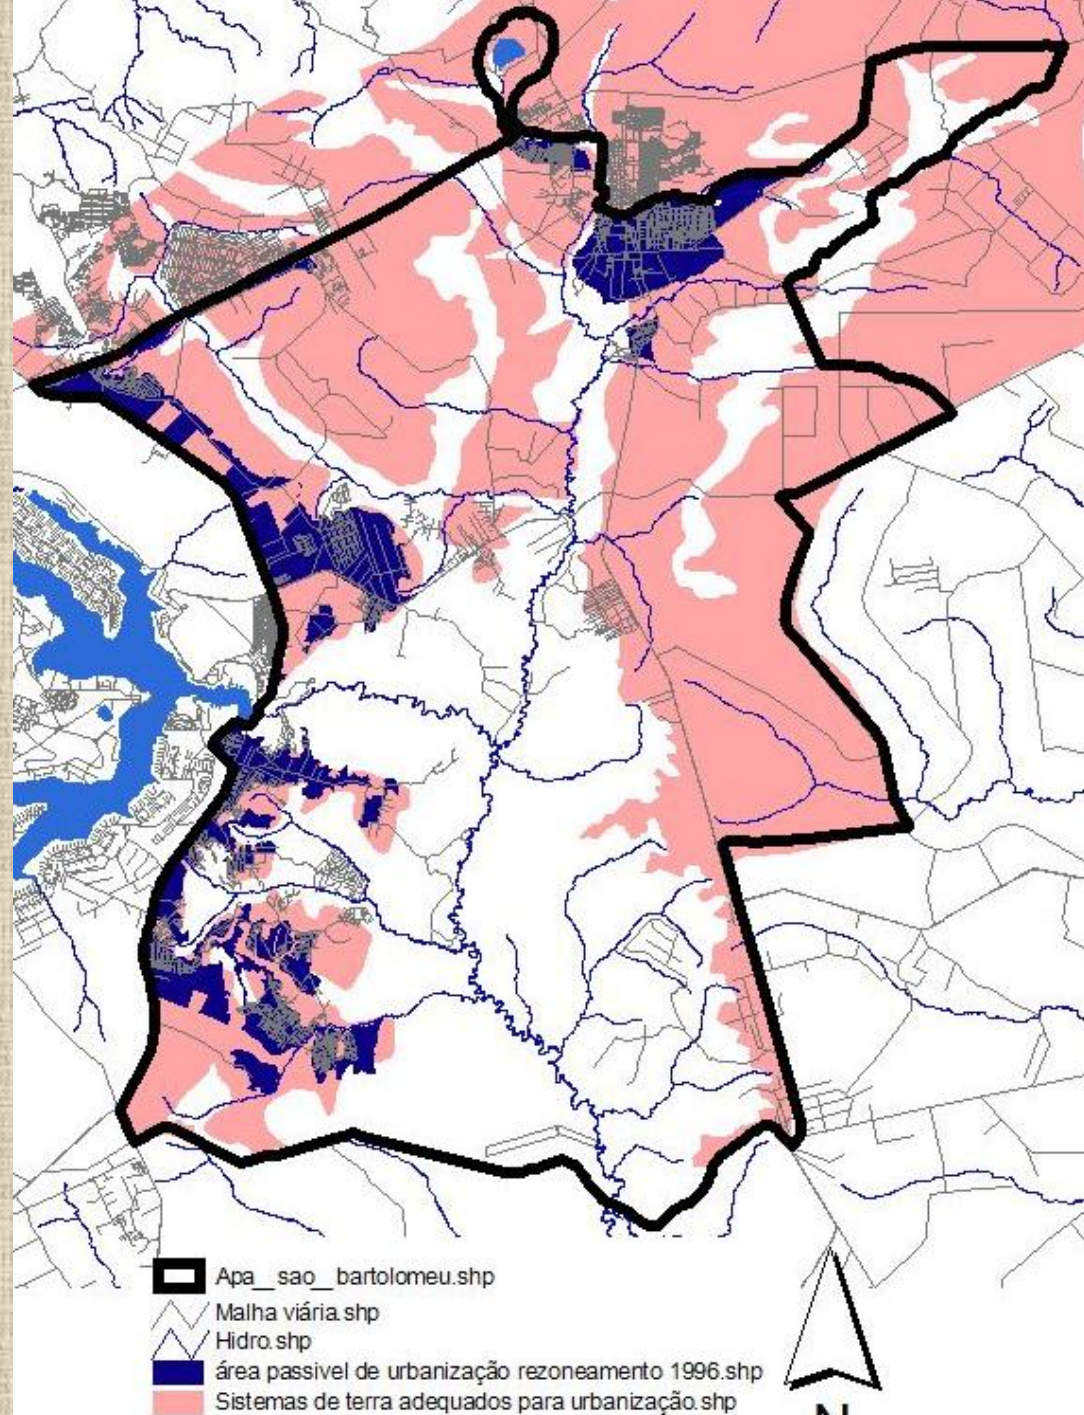 Apa__sao__bartolomeu.shp
Malha viária.shp
Hidro.shp
área passivel de urbanização rezoneamento 1996.shp
Sistemas de terra adequados para urbanização.shp
N